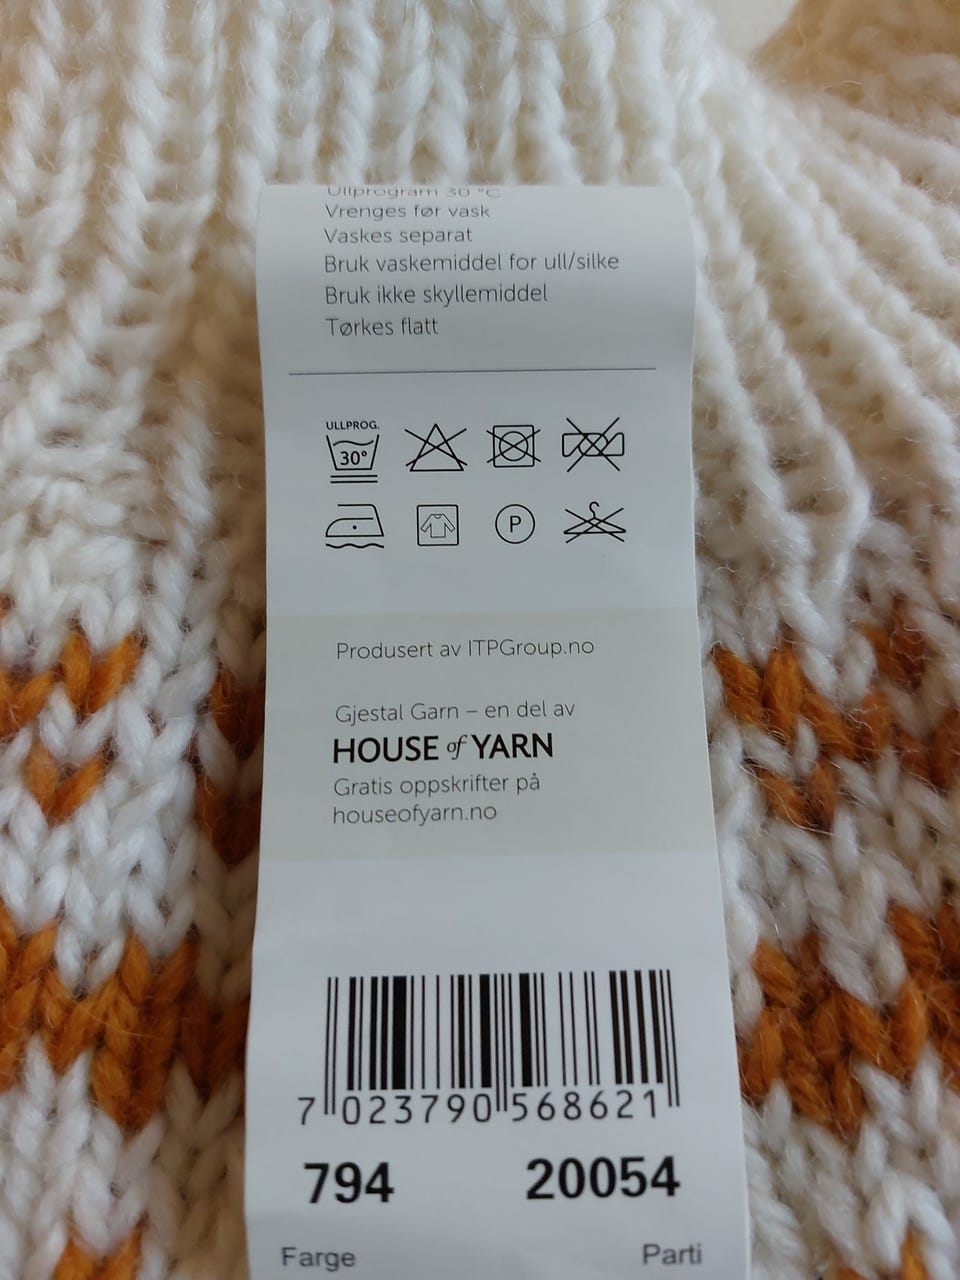 Ullprogram 30 °C
Vrenges før vask
Vaskes separat
Bruk vaskemiddel for ull/silke
Bruk ikke skyllemiddel
Tørkes flatt
ULLPROG.
30°
P
Produsert av ITPGroup.no
Gjestal Garn – en del av
HOUSE of YARN
Gratis oppskrifter på
houseofyarn.no
7 023790 568621
794 20054
Farge Parti